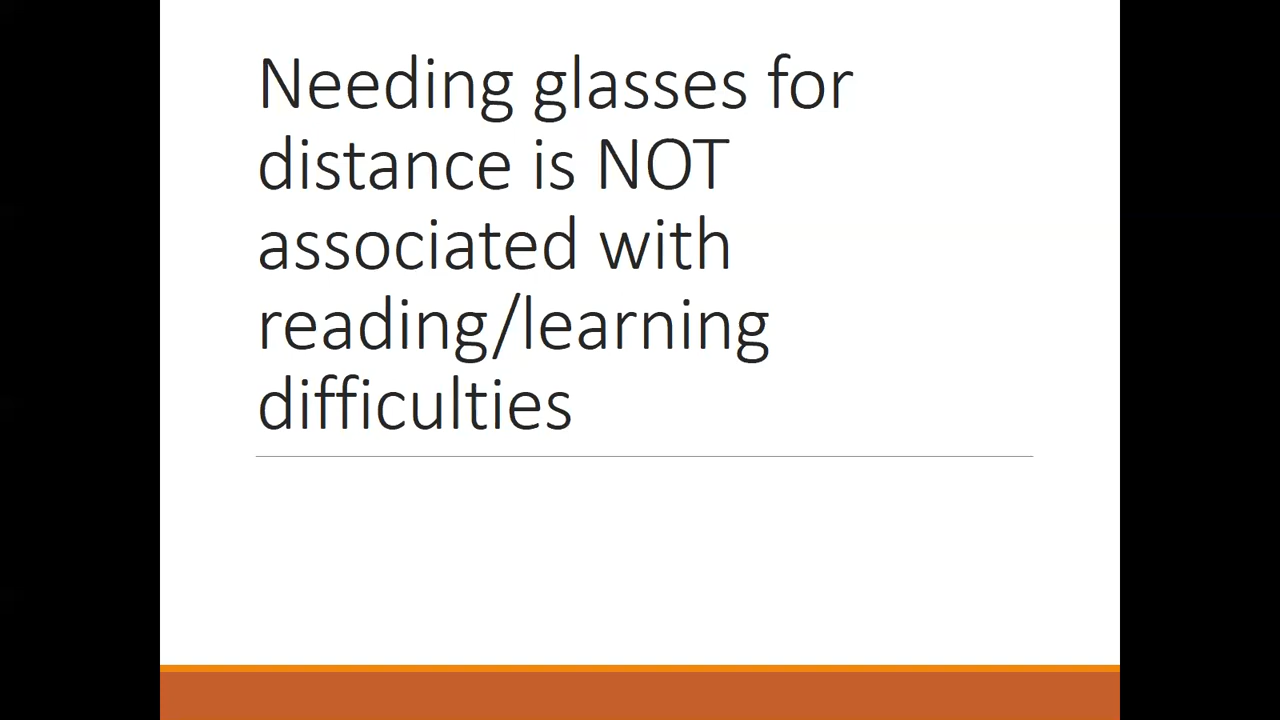 Needing glasses for
distance is NOT
associated with
reading/learning
difficulties